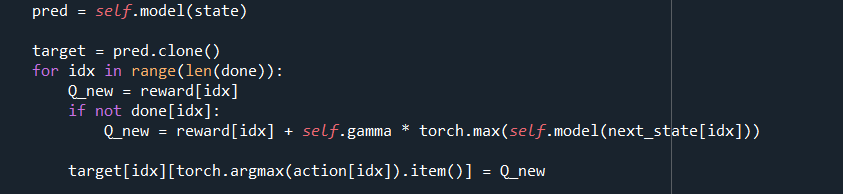 pred = self.model(state)
target = pred.clone()
for idx in range(len(done)):
Q_new = reward[idx]
if not done[idx]:
Q_new = reward[idx] + self.gamma * torch.max(self.model(next_state[idx]))
target[idx][torch.argmax(action[idx]).item()] = Q_new